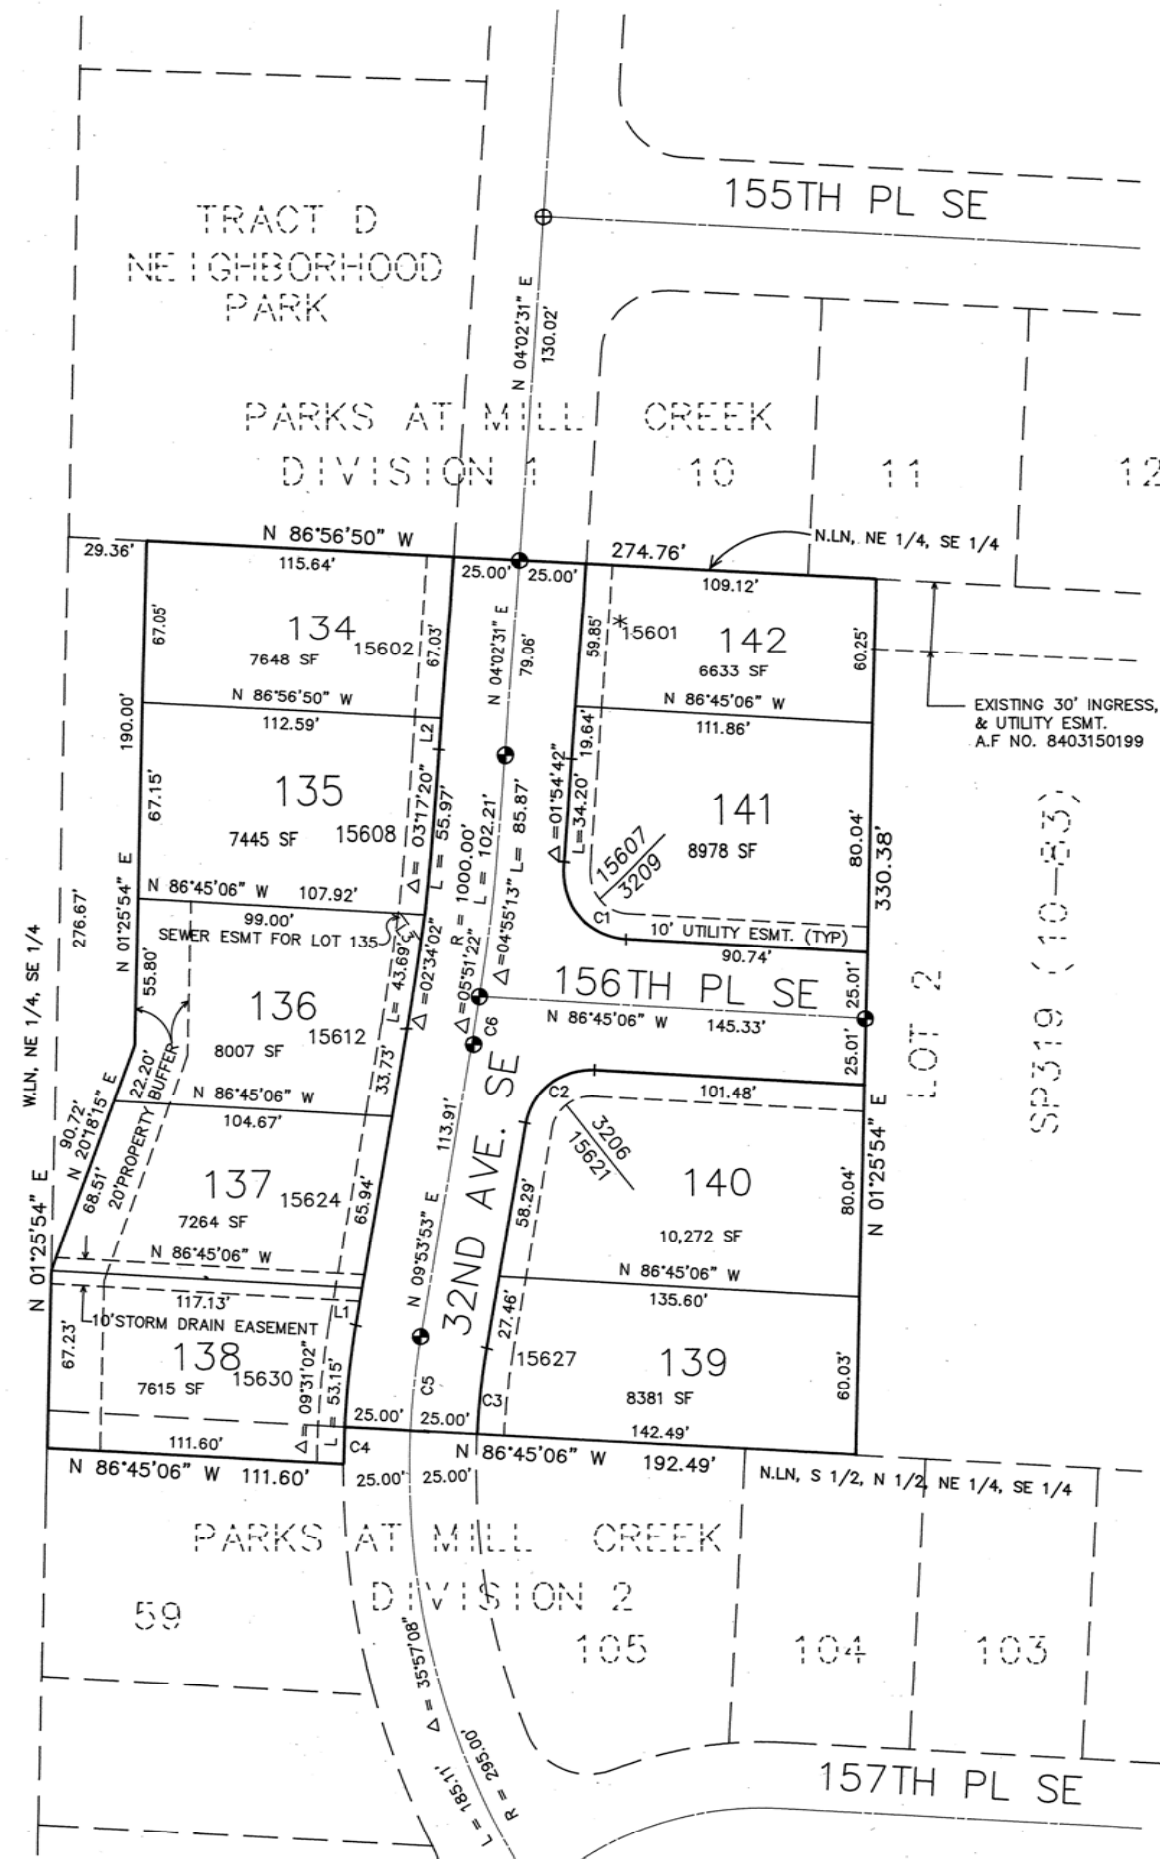 155TH PL SE
TRACT D
NEIGHBORHOOD
PARK
N 04°02'31" E
130.02'
PARKS AT MILL CREEK
DIVISION 1
10
11
12
N 86°56'50" W
29.36'
115.64'
25.00'
25.00'
274.76'
N.LN, NE 1/4, SE 1/4
109.12'
67.05'
134
7648 SF
15602
67.03'
N 04°02'31" E
79.06'
59.85'
*15601
142
6633 SF
60.25'
N 86°56'50" W
112.59'
L2
N 86°45'06" W
111.86'
EXISTING 30' INGRESS,
& UTILITY ESMT.
A.F NO. 8403150199
190.00'
67.15'
135
7445 SF
15608
Δ= 03°17'20"
L= 55.97'
R = 1000.00'
L= 102.21'
Δ=05°51'22"
Δ=04°55'13" L= 85.87'
19.64'
Δ=01°54'42"
L=34.20'
141
8978 SF
15607
3209
80.04'
330.38'
N 86°45'06" W 107.92'
99.00'
SEWER ESMT FOR LOT 135
L3
C1
10' UTILITY ESMT. (TYP)
90.74'
W.LN, NE 1/4, SE 1/4
276.67'
N 01°25'54" E
55.80'
136
8007 SF
15612
L= 43.69'
Δ=02°34'02"
33.73'
C6
156TH PL SE
N 86°45'06" W
145.33'
25.01'
25.01'
LOT 2
SP319 (10-83)
22.20'
20'PROPERTY BUFFER
N 86°45'06" W
104.67'
90.72'
N 20°18'15" E
68.51'
137
7264 SF
15624
65.94'
113.91'
N 09°53'53" E
32ND AVE. SE
C2
101.48'
3206
15621
58.29'
140
10,272 SF
80.04'
N 01°25'54" E
N 01°25'54" E
N 86°45'06" W
N 86°45'06" W
135.60'
117.13'
10'STORM DRAIN EASEMENT
L1
67.23'
138
7615 SF
15630
Δ= 09°31'02"
L= 53.15'
27.46'
15627
139
8381 SF
60.03'
C5
C3
25.00'
25.00'
142.49'
111.60'
C4
N 86°45'06" W 111.60'
25.00'
25.00'
N 86°45'06" W
192.49'
N.LN, S 1/2, N 1/2, NE 1/4, SE 1/4
PARKS AT MILL CREEK
DIVISION 2
59
105
104
103
L = 185.11' Δ = 35°57'08"
R = 295.00'
157TH PL SE